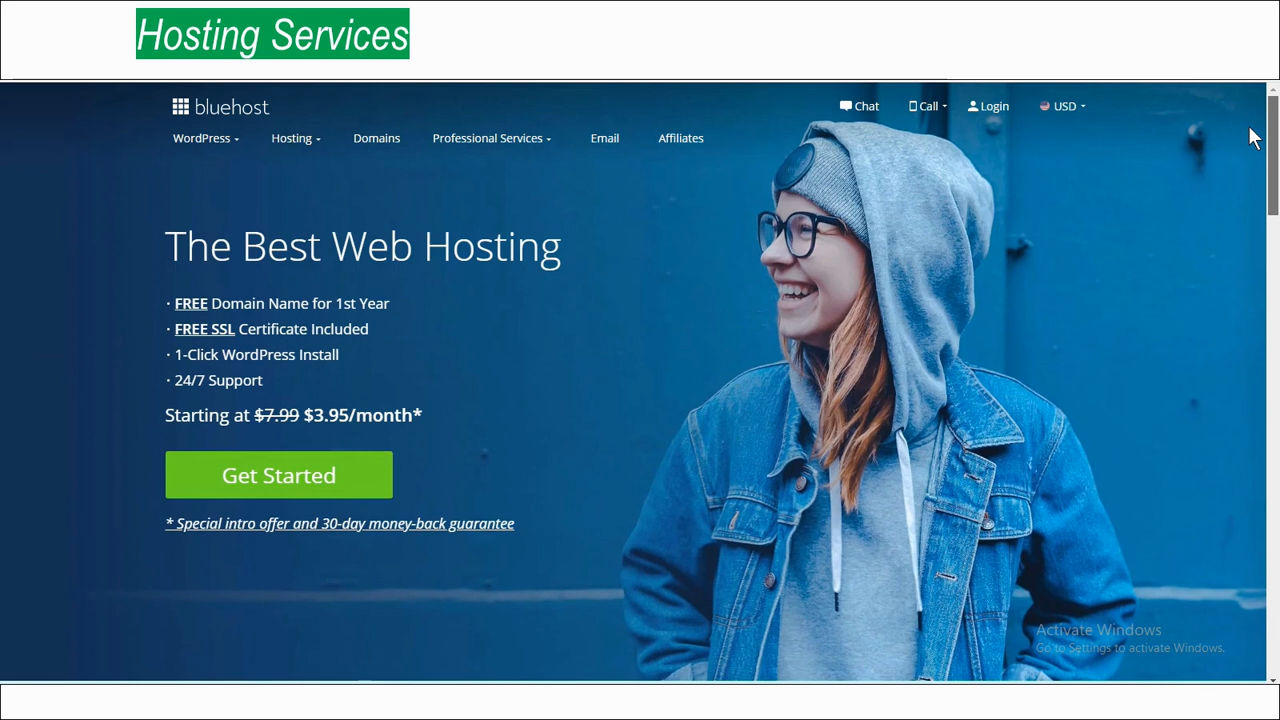 Hosting Services
bluehost
Chat
Call
Login
USD
WordPress
Hosting
Domains
Professional Services
Email
Affiliates
The Best Web Hosting
· FREE Domain Name for 1st Year
· FREE SSL Certificate Included
· 1-Click WordPress Install
· 24/7 Support
Starting at $7.99 $3.95/month*
Get Started
* Special intro offer and 30-day money-back guarantee
Activate Windows
Go to Settings to activate Windows.